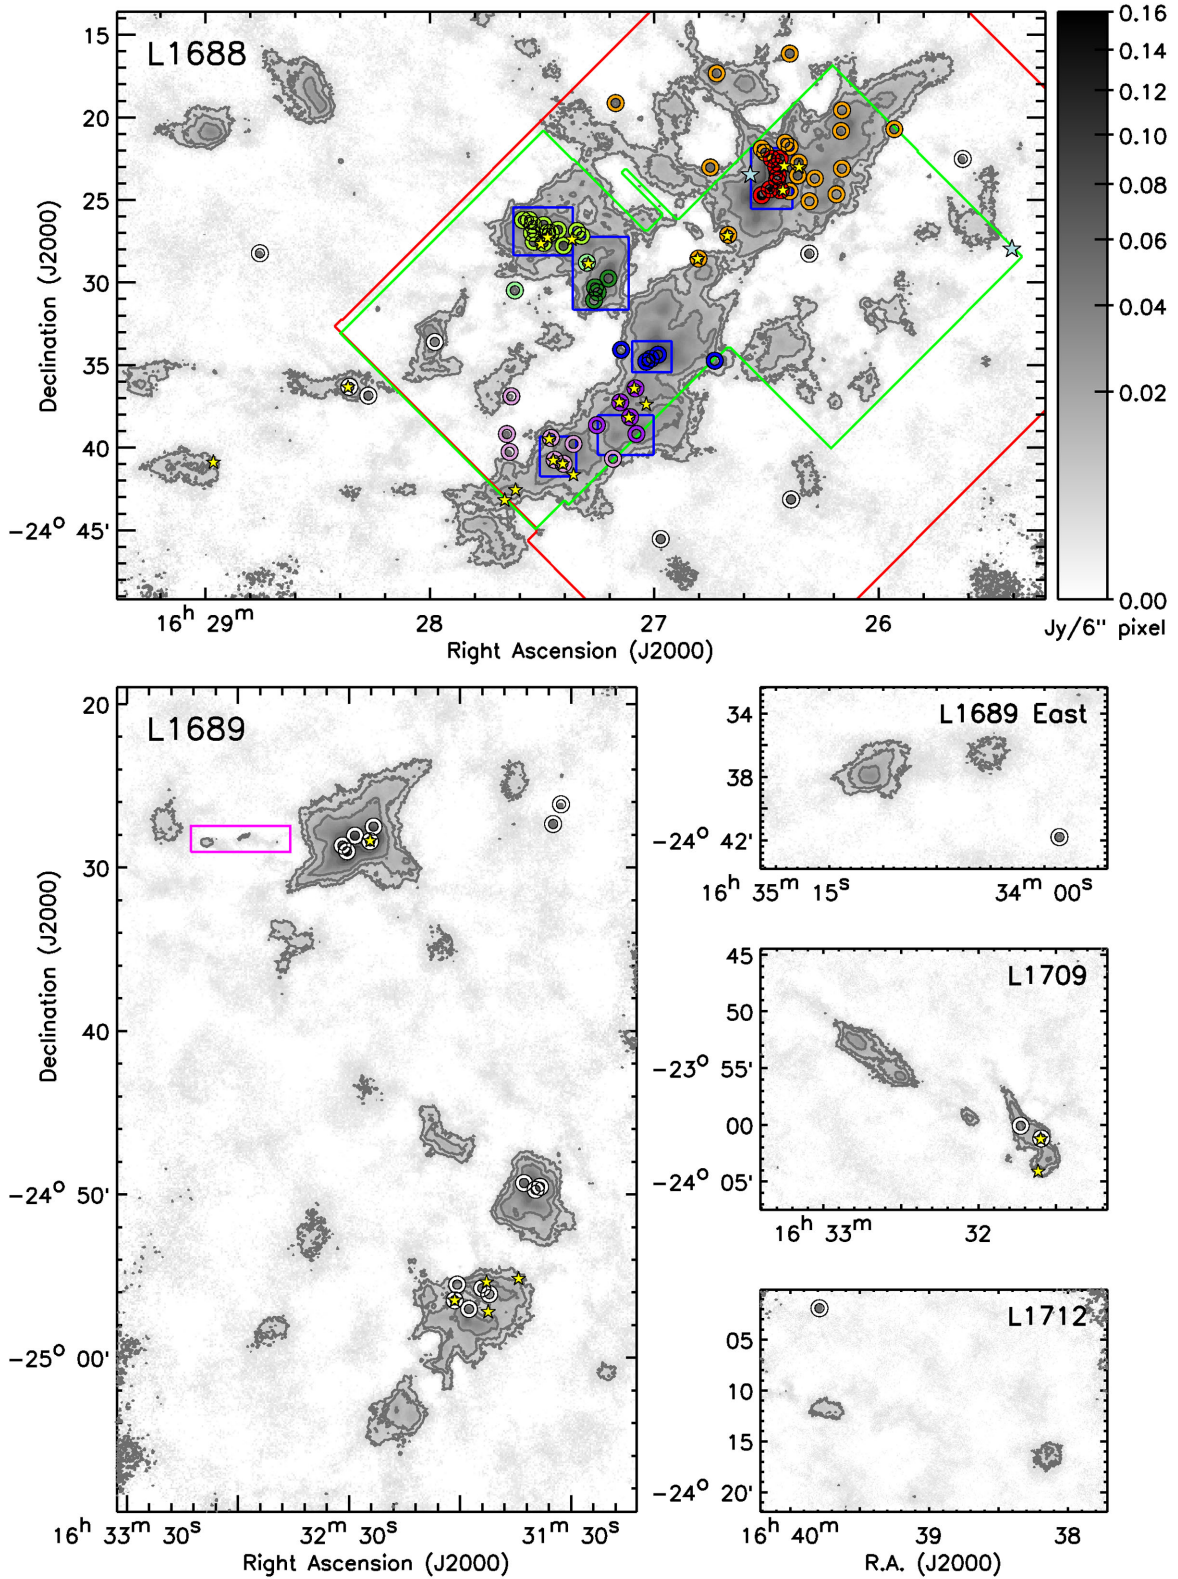 L1688
15
20
25
30
35
40
−24° 45'
Declination (J2000)
16ʰ 29ᵐ 28 27 26
Right Ascension (J2000)
0.16
0.14
0.12
0.10
0.08
0.06
0.04
0.02
0.00
Jy/6" pixel
L1689
20
−24° 30'
40
−24° 50'
−25° 00'
Declination (J2000)
16ʰ 33ᵐ 30ˢ 32ᵐ 30ˢ 31ᵐ 30ˢ
Right Ascension (J2000)
L1689 East
34
38
−24° 42'
16ʰ 35ᵐ 15ˢ 34ᵐ 00ˢ
L1709
45
50
−23° 55'
00
−24° 05'
16ʰ 33ᵐ 32
L1712
05
10
15
−24° 20'
16ʰ 40ᵐ 39 38
R.A. (J2000)